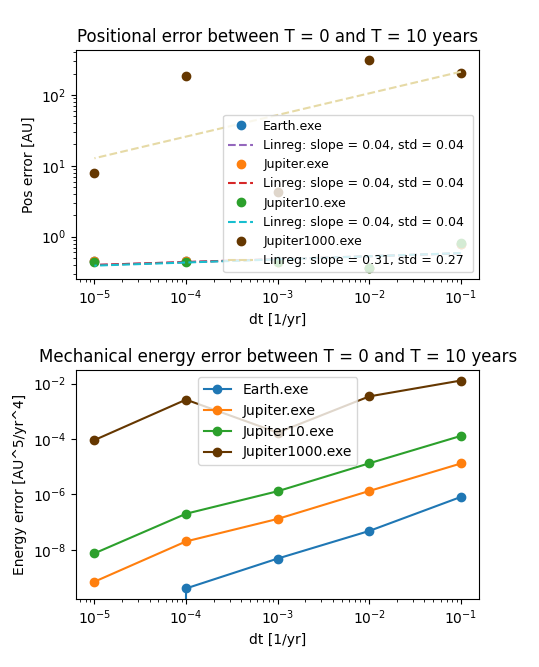 Positional error between T = 0 and T = 10 years
Pos error [AU]
10^2
10^1
10^0
Earth.exe
Linreg: slope = 0.04, std = 0.04
Jupiter.exe
Linreg: slope = 0.04, std = 0.04
Jupiter10.exe
Linreg: slope = 0.04, std = 0.04
Jupiter1000.exe
Linreg: slope = 0.31, std = 0.27
10^-5 10^-4 10^-3 10^-2 10^-1
dt [1/yr]
Mechanical energy error between T = 0 and T = 10 years
Energy error [AU^5/yr^4]
10^-2
10^-4
10^-6
10^-8
Earth.exe
Jupiter.exe
Jupiter10.exe
Jupiter1000.exe
10^-5 10^-4 10^-3 10^-2 10^-1
dt [1/yr]